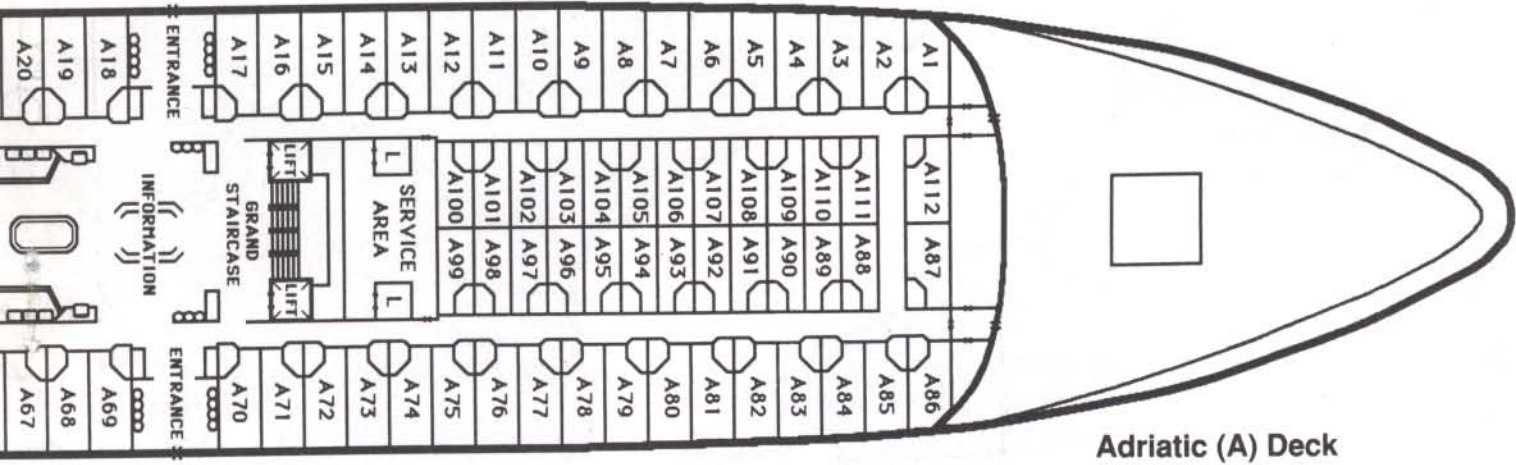 A20
A19
A18
ENTRANCE
A17
A16
A15
A14
A13
A12
A11
A10
A9
A8
A7
A6
A5
A4
A3
A2
A1
INFORMATION
GRAND
STAIRCASE
LIFT
LIFT
L
L
SERVICE
AREA
A100
A101
A102
A103
A104
A105
A106
A107
A108
A109
A110
A111
A112
A99
A98
A97
A96
A95
A94
A93
A92
A91
A90
A89
A88
A87
A67
A68
A69
ENTRANCE
A70
A71
A72
A73
A74
A75
A76
A77
A78
A79
A80
A81
A82
A83
A84
A85
A86
Adriatic (A) Deck